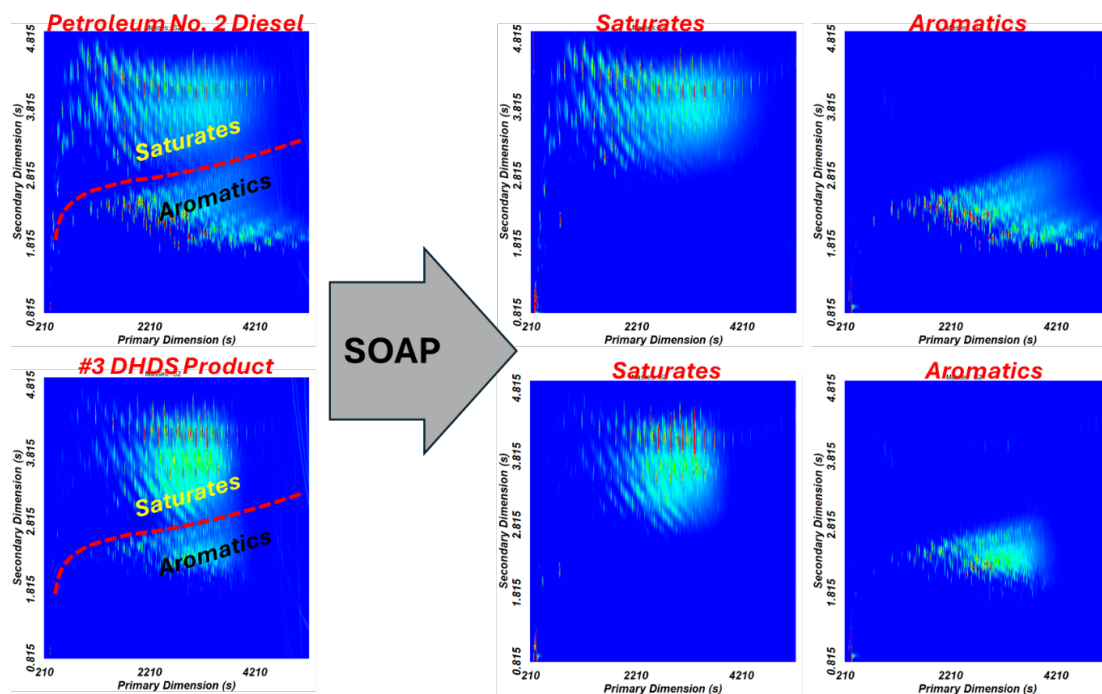 Petroleum No. 2 Diesel
4.815
3.815
2.815
1.815
0.815
Secondary Dimension (s)
Saturates
Aromatics
210
2210
4210
Primary Dimension (s)
Saturates
4.815
3.815
2.815
1.815
0.815
Secondary Dimension (s)
210
2210
4210
Primary Dimension (s)
Aromatics
4.815
3.815
2.815
1.815
0.815
Secondary Dimension (s)
210
2210
4210
Primary Dimension (s)
SOAP
#3 DHDS Product
4.815
3.815
2.815
1.815
0.815
Secondary Dimension (s)
Saturates
Aromatics
210
2210
4210
Primary Dimension (s)
Saturates
4.815
3.815
2.815
1.815
0.815
Secondary Dimension (s)
210
2210
4210
Primary Dimension (s)
Aromatics
4.815
3.815
2.815
1.815
0.815
Secondary Dimension (s)
210
2210
4210
Primary Dimension (s)